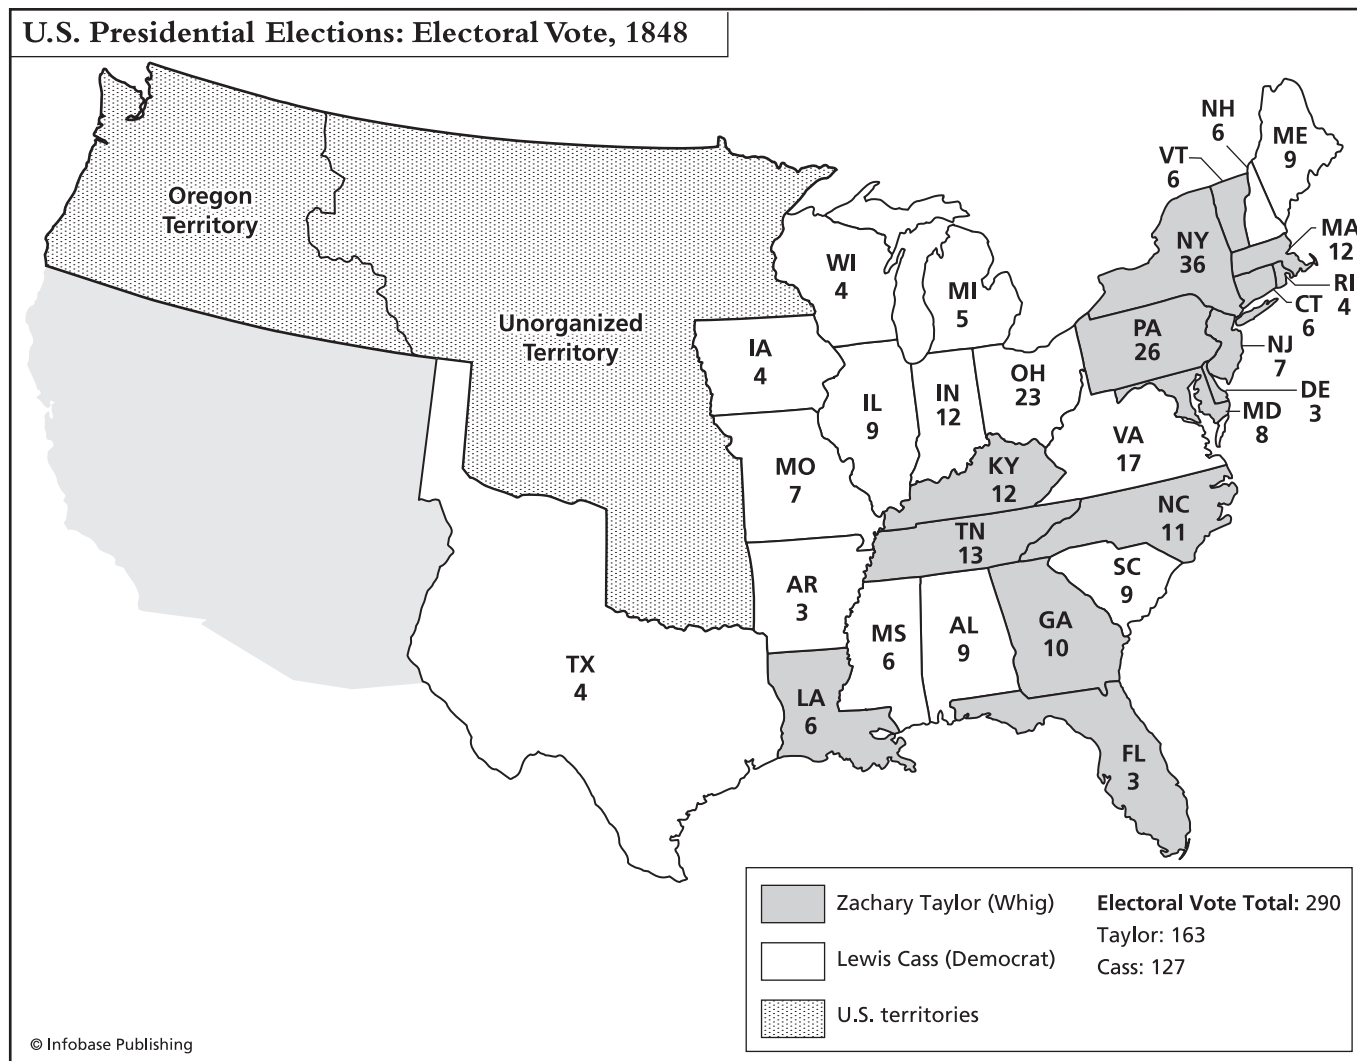 U.S. Presidential Elections: Electoral Vote, 1848
NH
6
ME
9
VT
6
Oregon
Territory
NY
36
MA
12
WI
4
MI
5
RI
4
CT
6
Unorganized
Territory
PA
26
IA
4
NJ
7
OH
23
IN
12
IL
9
DE
3
MD
8
VA
17
MO
7
KY
12
NC
11
TN
13
SC
9
AR
3
GA
10
MS
6
AL
9
TX
4
LA
6
FL
3
Zachary Taylor (Whig)
Lewis Cass (Democrat)
U.S. territories
Electoral Vote Total: 290
Taylor: 163
Cass: 127
© Infobase Publishing